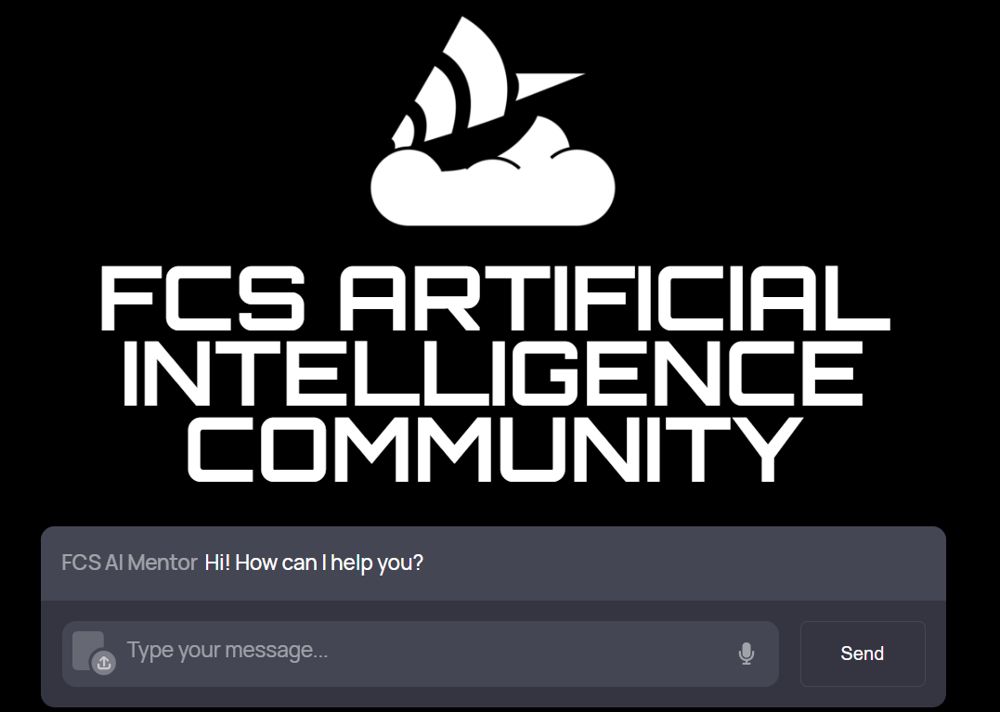 FCS ARTIFICIAL
INTELLIGENCE
COMMUNITY
FCS AI Mentor Hi! How can I help you?
Type your message...
Send